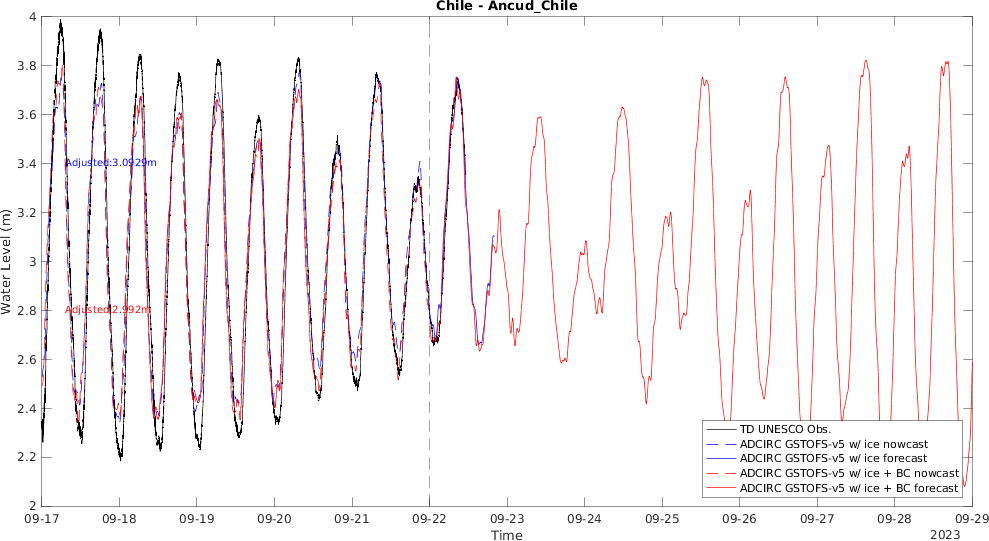 Chile - Ancud_Chile
4
3.8
3.6
3.4
3.2
3
2.8
2.6
2.4
2.2
2
Water Level (m)
Adjusted:3.0929m
Adjusted:2.992m
TD UNESCO Obs.
ADCIRC GSTOFS-v5 w/ ice nowcast
ADCIRC GSTOFS-v5 w/ ice forecast
ADCIRC GSTOFS-v5 w/ ice + BC nowcast
ADCIRC GSTOFS-v5 w/ ice + BC forecast
09-17 09-18 09-19 09-20 09-21 09-22 09-23 09-24 09-25 09-26 09-27 09-28 09-29
Time
2023